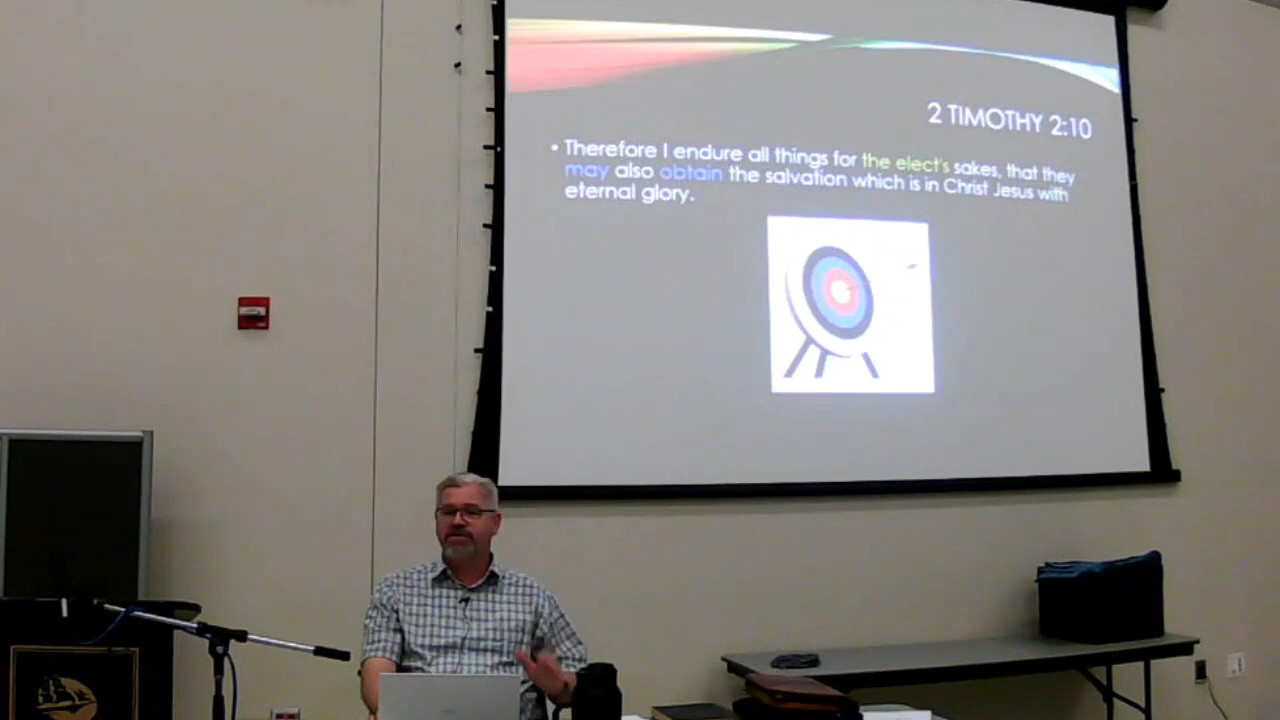 2 TIMOTHY 2:10
• Therefore I endure all things for the elect's sakes, that they
may also obtain the salvation which is in Christ Jesus with
eternal glory.